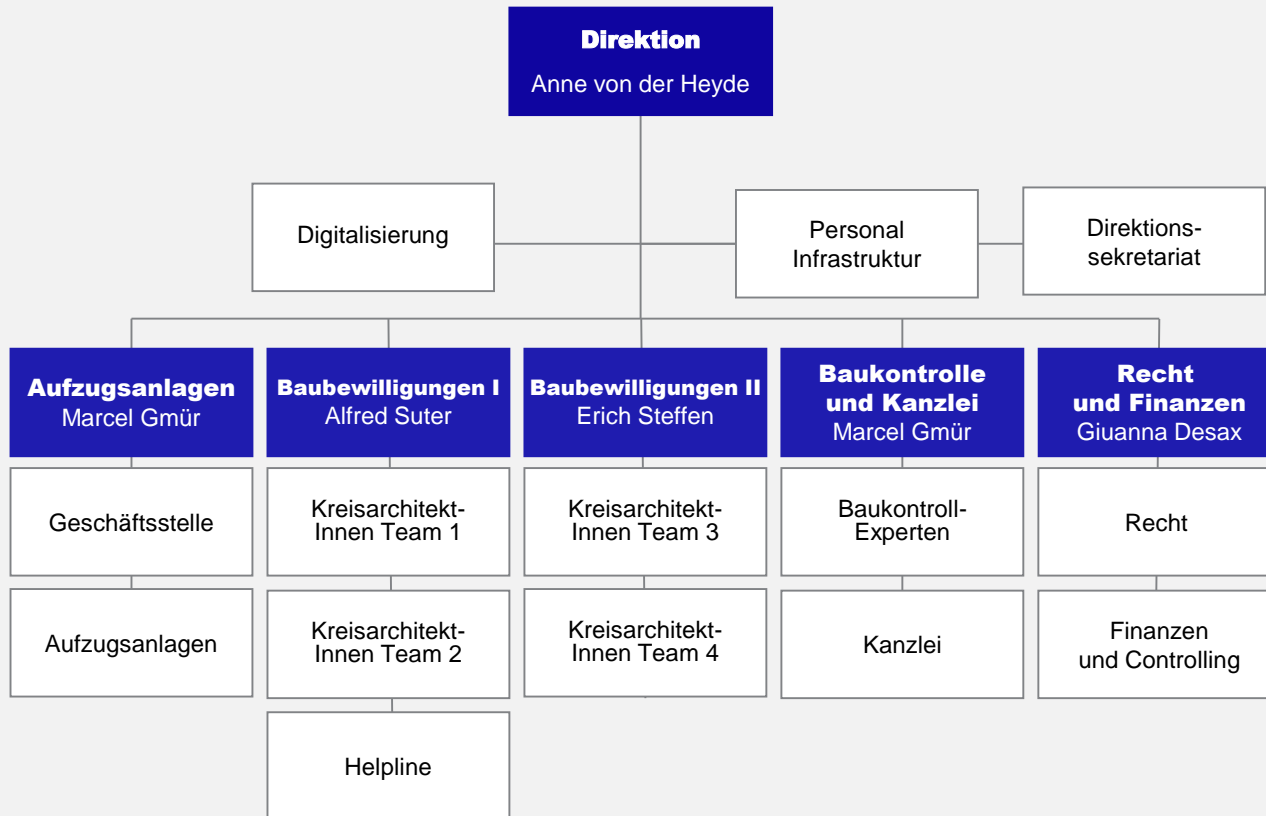 Direktion
Anne von der Heyde
Digitalisierung
Personal
Infrastruktur
Direktions-
sekretariat
Aufzugsanlagen
Marcel Gmür
Baubewilligungen I
Alfred Suter
Baubewilligungen II
Erich Steffen
Baukontrolle
und Kanzlei
Marcel Gmür
Recht
und Finanzen
Giuanna Desax
Geschäftsstelle
Kreisarchitekt-
Innen Team 1
Kreisarchitekt-
Innen Team 3
Baukontroll-
Experten
Recht
Aufzugsanlagen
Kreisarchitekt-
Innen Team 2
Kreisarchitekt-
Innen Team 4
Kanzlei
Finanzen
und Controlling
Helpline